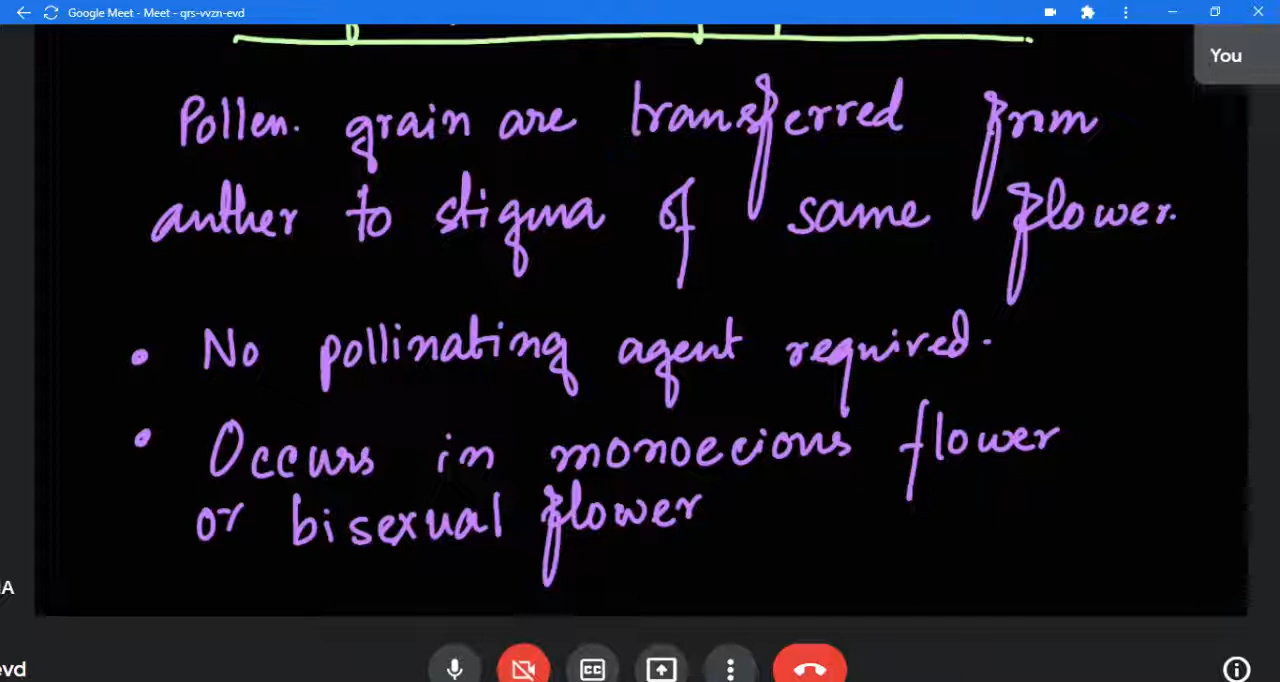 Google Meet - Meet - qrs-vvzn-evd
You
Pollen. grain are transferred from
anther to stigma of same flower.
• No pollinating agent required.
• Occurs in monoecious flower
or bisexual flower
A
evd
CC